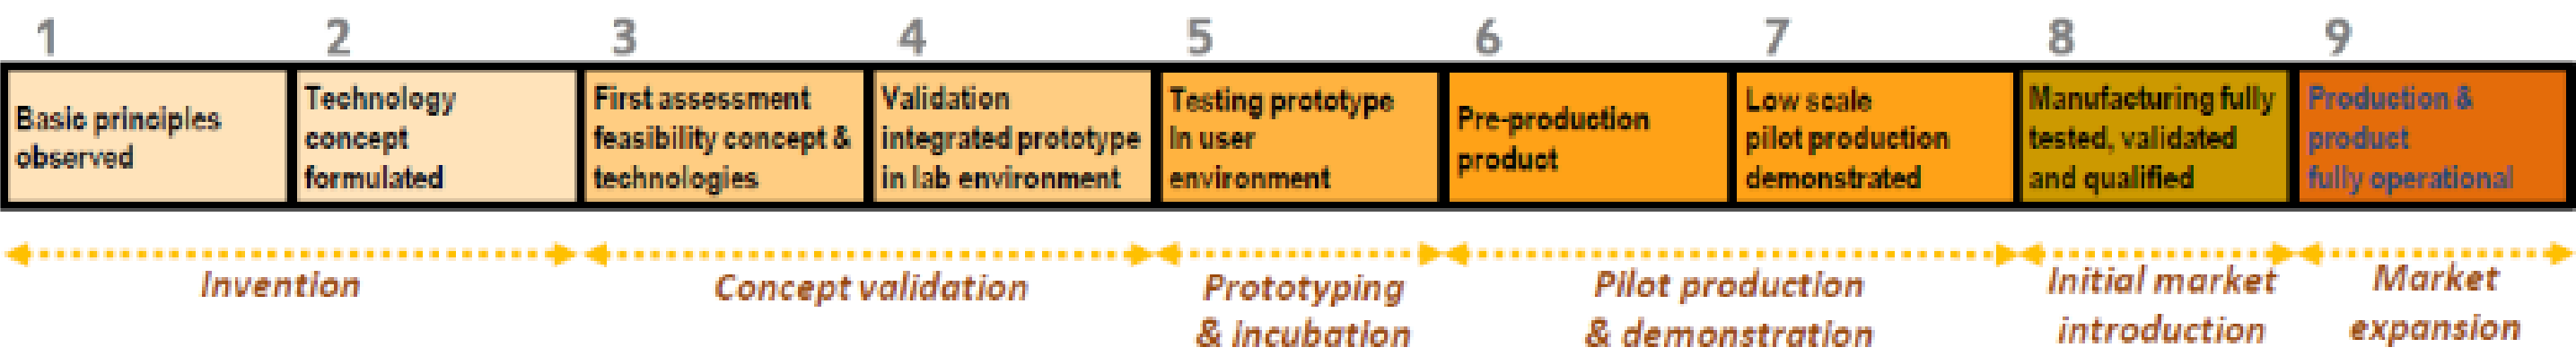 1 2 3 4 5 6 7 8 9
Basic principles
observed
Technology
concept
formulated
First assessment
feasibility concept &
technologies
Validation
integrated prototype
in lab environment
Testing prototype
In user
environment
Pre-production
product
Low scale
pilot production
demonstrated
Manufacturing fully
tested, validated
and qualified
Production &
product
fully operational
Invention
Concept validation
Prototyping
& incubation
Pilot production
& demonstration
Initial market
introduction
Market
expansion